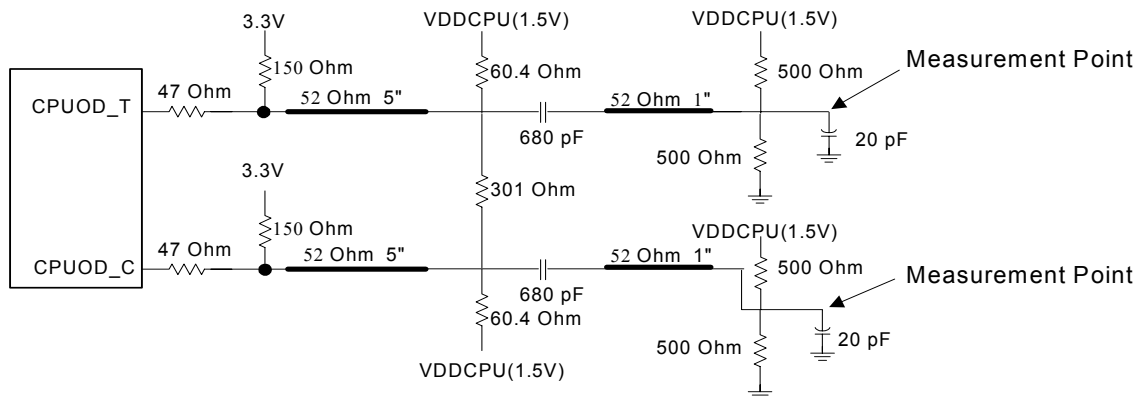 3.3V
VDDCPU(1.5V)
VDDCPU(1.5V)
Measurement Point
150 Ohm
60.4 Ohm
500 Ohm
47 Ohm
CPUOD_T
52 Ohm 5"
52 Ohm 1"
680 pF
20 pF
500 Ohm
3.3V
301 Ohm
150 Ohm
VDDCPU(1.5V)
47 Ohm
CPUOD_C
52 Ohm 5"
52 Ohm 1"
500 Ohm
Measurement Point
680 pF
60.4 Ohm
20 pF
500 Ohm
VDDCPU(1.5V)